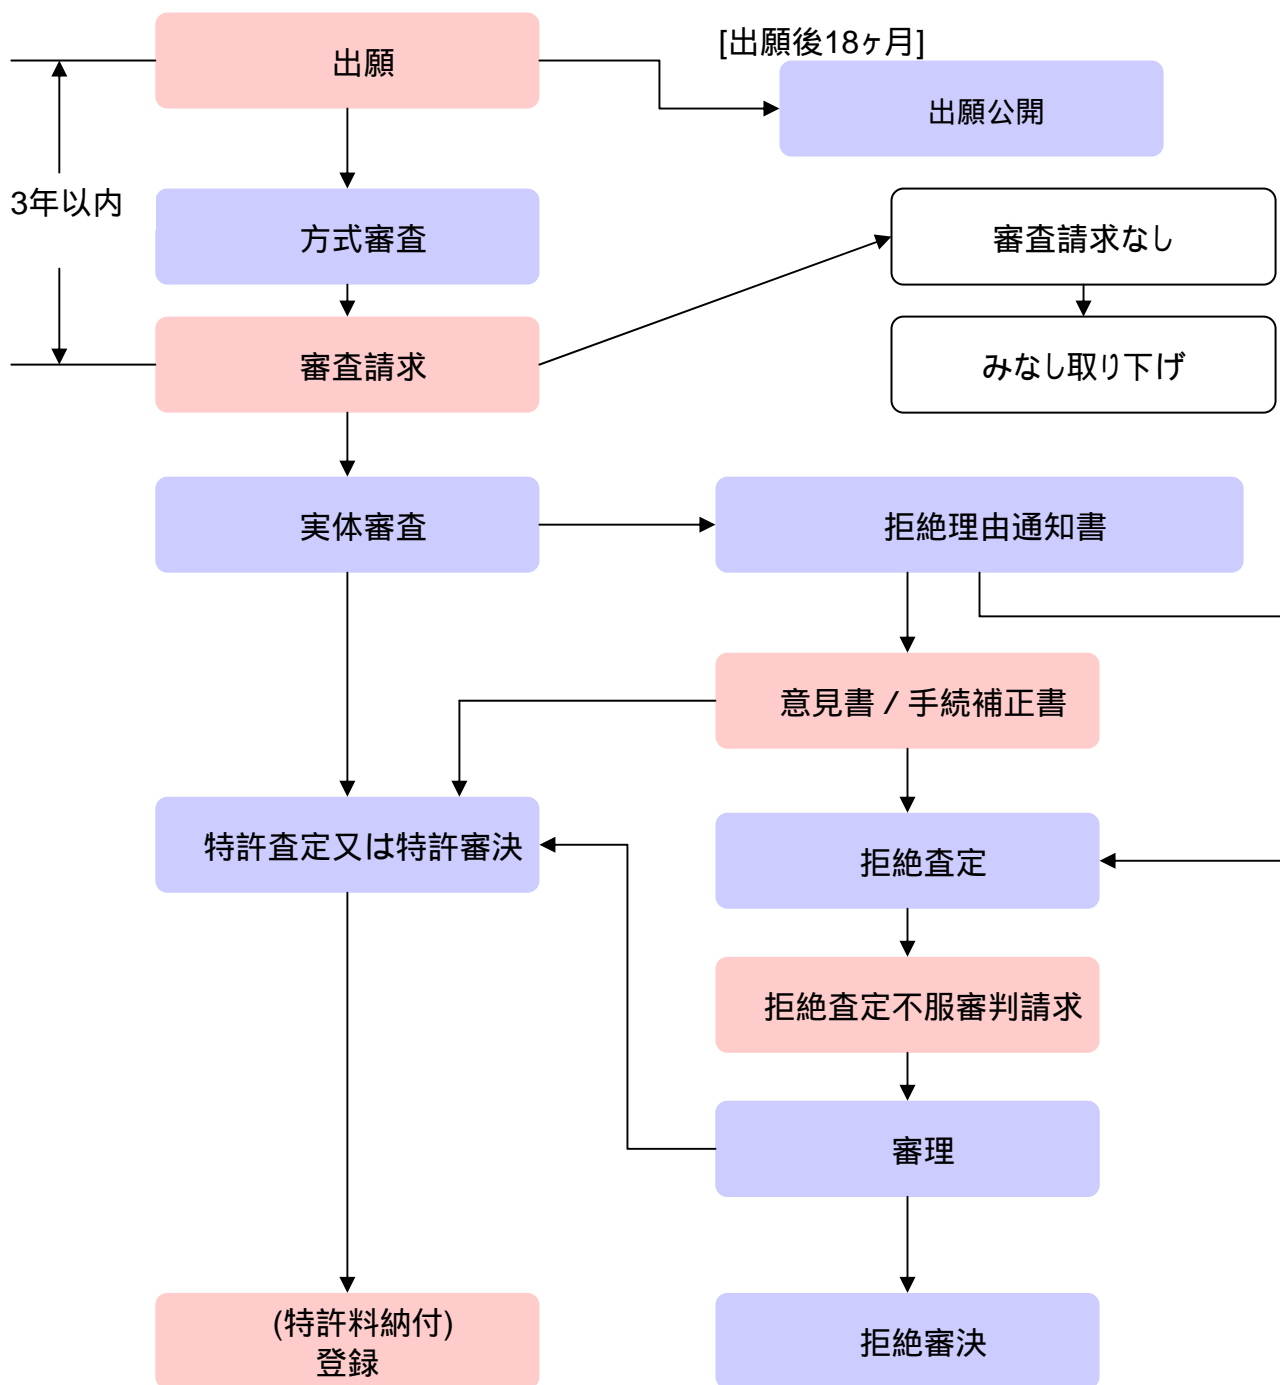 出願
[出願後18ヶ月]
出願公開
3年以内
方式審査
審査請求なし
審査請求
みなし取り下げ
実体審査
拒絶理由通知書
意見書 / 手続補正書
特許査定又は特許審決
拒絶査定
拒絶査定不服審判請求
審理
(特許料納付)
登録
拒絶審決